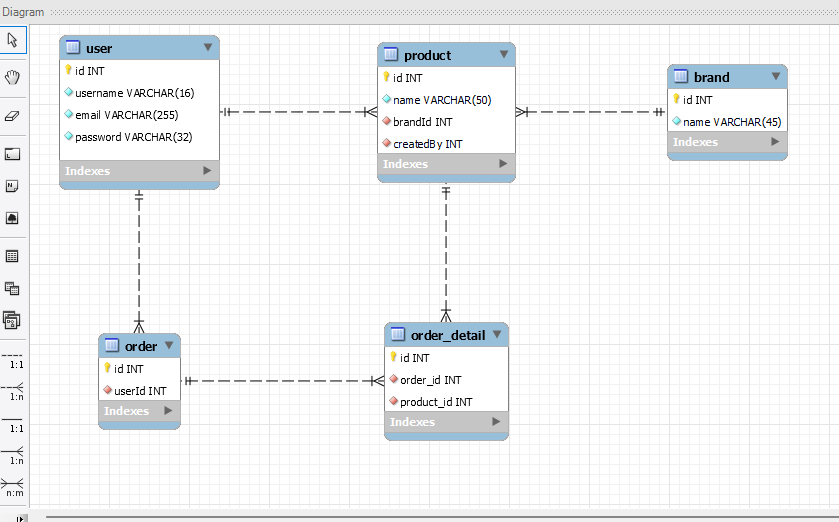 Diagram
user
id INT
username VARCHAR(16)
email VARCHAR(255)
password VARCHAR(32)
Indexes
product
id INT
name VARCHAR(50)
brandId INT
createdBy INT
Indexes
brand
id INT
name VARCHAR(45)
Indexes
order
id INT
userId INT
Indexes
order_detail
id INT
order_id INT
product_id INT
Indexes
1:1
1:n
1:1
1:n
n:m